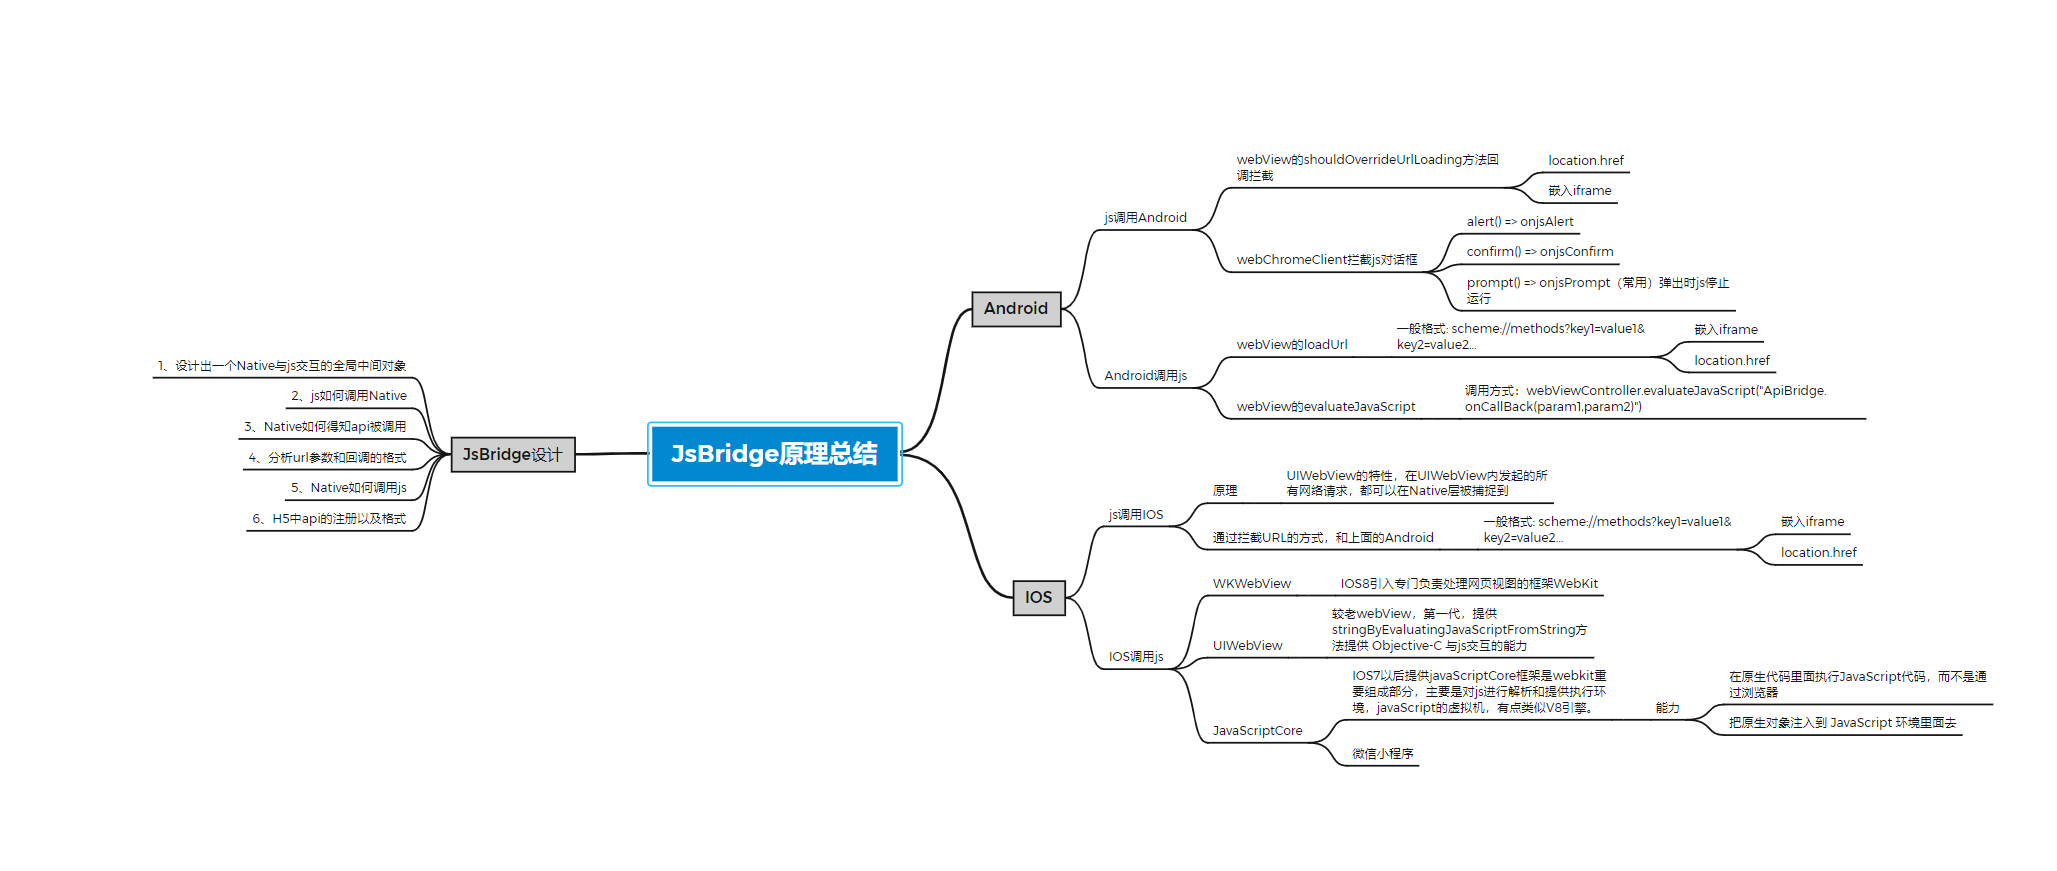 JsBridge原理总结
JsBridge设计
1、设计出一个Native与js交互的全局中间对象
2、js如何调用Native
3、Native如何得知api被调用
4、分析url参数和回调的格式
5、Native如何调用js
6、H5中api的注册以及格式
Android
js调用Android
webView的shouldOverrideUrlLoading方法回
调拦截
location.href
嵌入iframe
webChromeClient拦截js对话框
alert() => onjsAlert
confirm() => onjsConfirm
prompt() => onjsPrompt（常用）弹出时js停止
运行
Android调用js
webView的loadUrl
一般格式: scheme://methods?key1=value1&
key2=value2...
嵌入iframe
location.href
webView的evaluateJavaScript
调用方式：webViewController.evaluateJavaScript("ApiBridge.
onCallBack(param1,param2)")
IOS
js调用IOS
原理
UIWebView的特性，在UIWebView内发起的所
有网络请求，都可以在Native层被捕捉到
通过拦截URL的方式，和上面的Android
一般格式: scheme://methods?key1=value1&
key2=value2...
嵌入iframe
location.href
IOS调用js
WKWebView
IOS8引入专门负责处理网页视图的框架WebKit
UIWebView
较老webView，第一代，提供
stringByEvaluatingJavaScriptFromString方
法提供 Objective-C 与js交互的能力
JavaScriptCore
IOS7以后提供javaScriptCore框架是webkit重
要组成部分，主要是对js进行解析和提供执行环
境，javaScript的虚拟机，有点类似V8引擎。
能力
在原生代码里面执行JavaScript代码，而不是通
过浏览器
把原生对象注入到 JavaScript 环境里面去
微信小程序